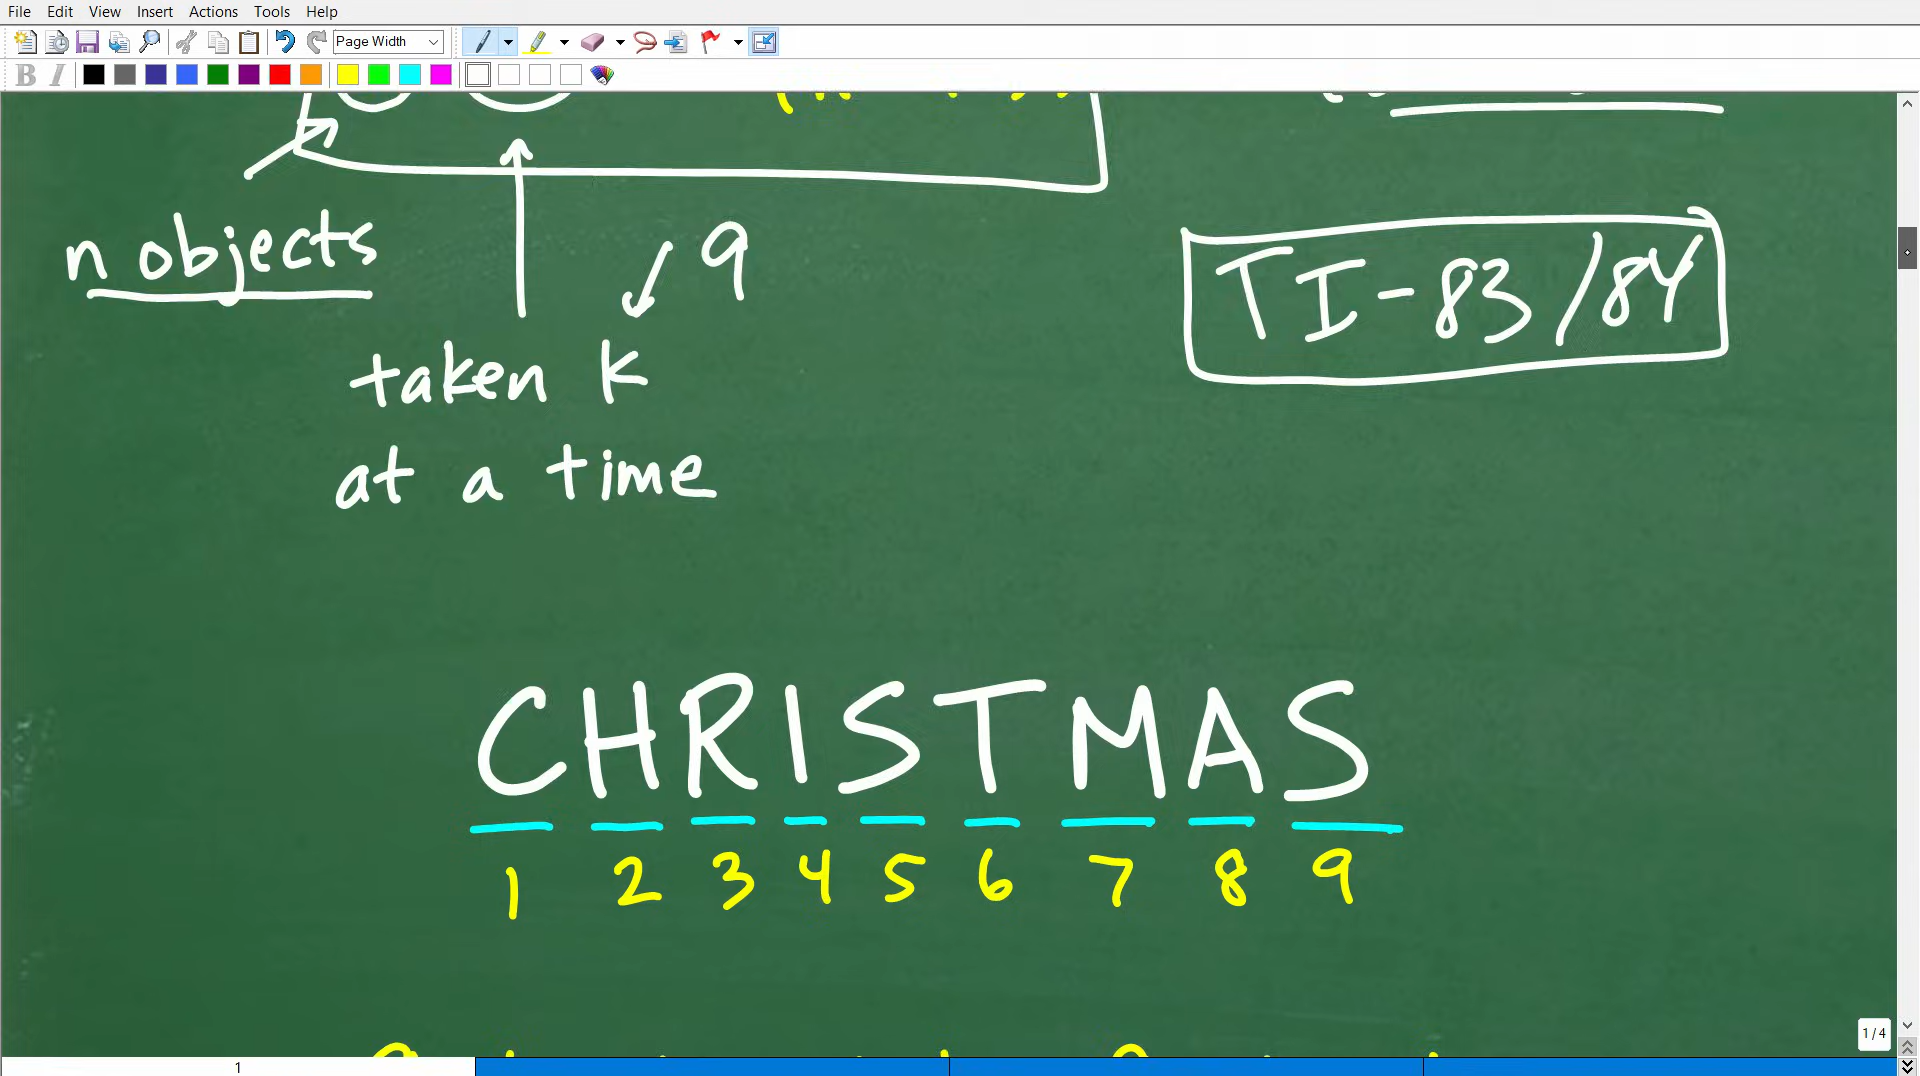 File Edit View Insert Actions Tools Help
Page Width
B I
n objects
9
TI-83/84
taken k
at a time
CHRISTMAS
1 2 3 4 5 6 7 8 9
1/4
1